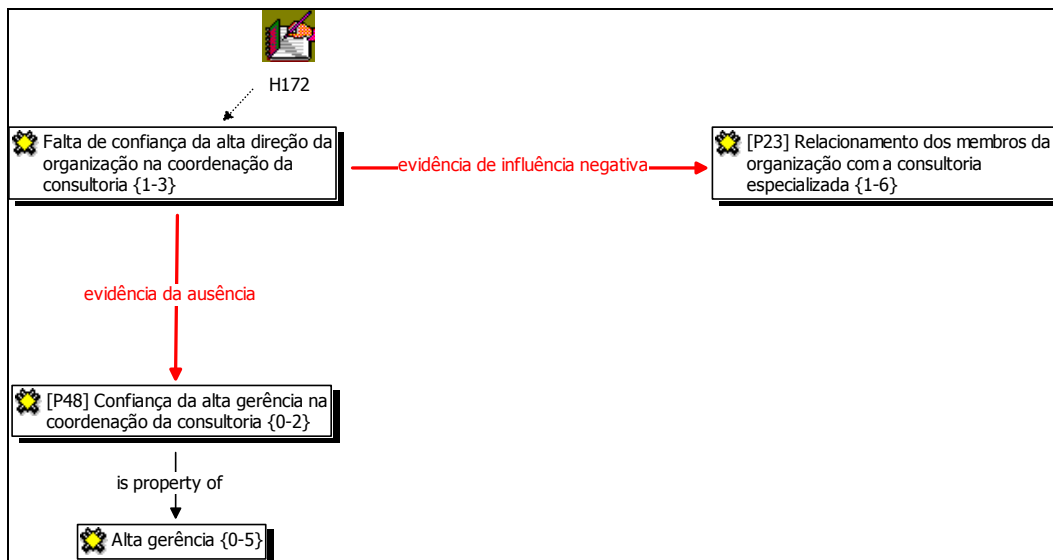 H172
Falta de confiança da alta direção da
organização na coordenação da
consultoria {1-3}
evidência de influência negativa
[P23] Relacionamento dos membros da
organização com a consultoria
especializada {1-6}
evidência da ausência
[P48] Confiança da alta gerência na
coordenação da consultoria {0-2}
is property of
Alta gerência {0-5}